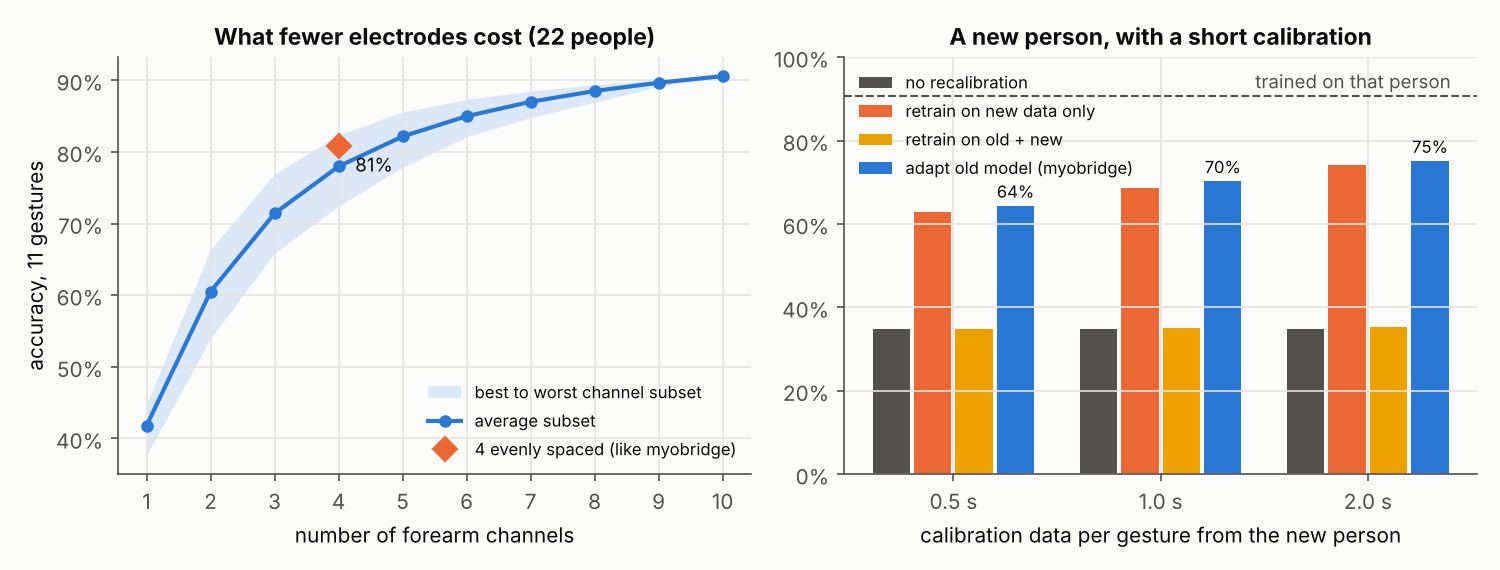 What fewer electrodes cost (22 people)
accuracy, 11 gestures
90%
80%
70%
60%
50%
40%
81%
best to worst channel subset
average subset
4 evenly spaced (like myobridge)
1 2 3 4 5 6 7 8 9 10
number of forearm channels
A new person, with a short calibration
100%
80%
60%
40%
20%
0%
no recalibration
retrain on new data only
retrain on old + new
adapt old model (myobridge)
trained on that person
64%
70%
75%
0.5 s 1.0 s 2.0 s
calibration data per gesture from the new person